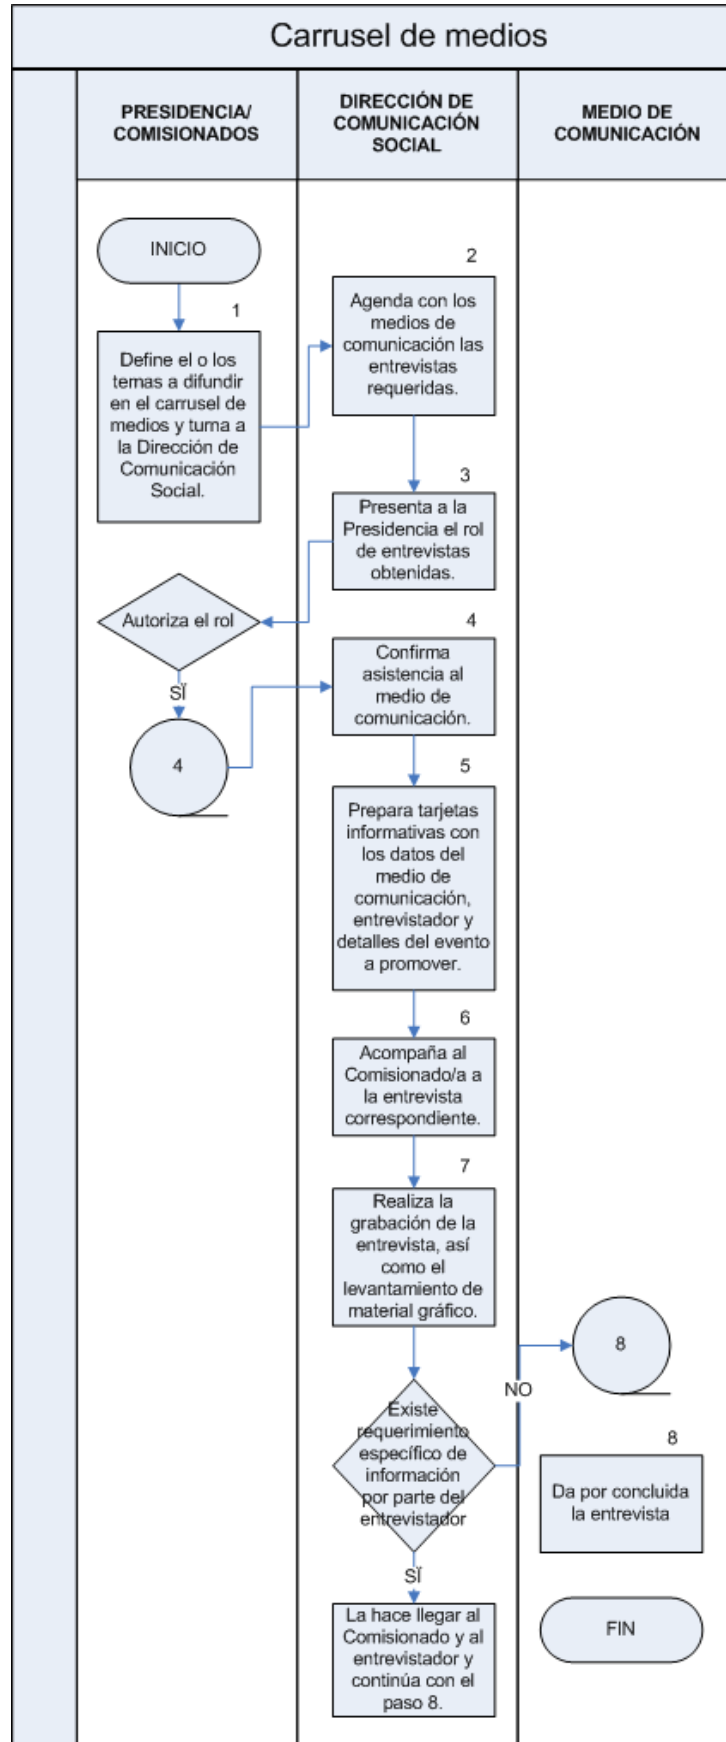 Carrusel de medios
PRESIDENCIA/
COMISIONADOS
DIRECCIÓN DE
COMUNICACIÓN
SOCIAL
MEDIO DE
COMUNICACIÓN
INICIO
1
Define el o los
temas a difundir
en el carrusel de
medios y turna a
la Dirección de
Comunicación
Social.
2
Agenda con los
medios de
comunicación las
entrevistas
requeridas.
3
Presenta a la
Presidencia el rol
de entrevistas
obtenidas.
Autoriza el rol
SÏ
4
4
Confirma
asistencia al
medio de
comunicación.
5
Prepara tarjetas
informativas con
los datos del
medio de
comunicación,
entrevistador y
detalles del evento
a promover.
6
Acompaña al
Comisionado/a a
la entrevista
correspondiente.
7
Realiza la
grabación de la
entrevista, así
como el
levantamiento de
material gráfico.
Existe
requerimiento
específico de
información
por parte del
entrevistador
NO
8
SÏ
La hace llegar al
Comisionado y al
entrevistador y
continúa con el
paso 8.
8
Da por concluida
la entrevista
FIN